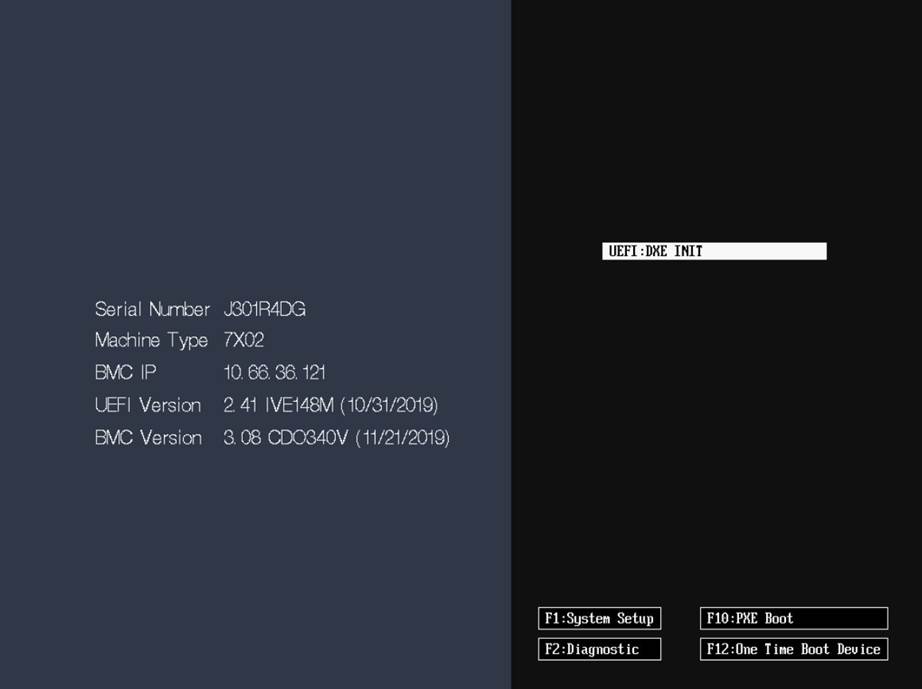 UEFI:DXE INIT
Serial Number J301R4DG
Machine Type 7X02
BMC IP 10.66.36.121
UEFI Version 2.41 IVE148M (10/31/2019)
BMC Version 3.08 CDO340V (11/21/2019)
F1:System Setup F10:PXE Boot
F2:Diagnostic F12:One Time Boot Device